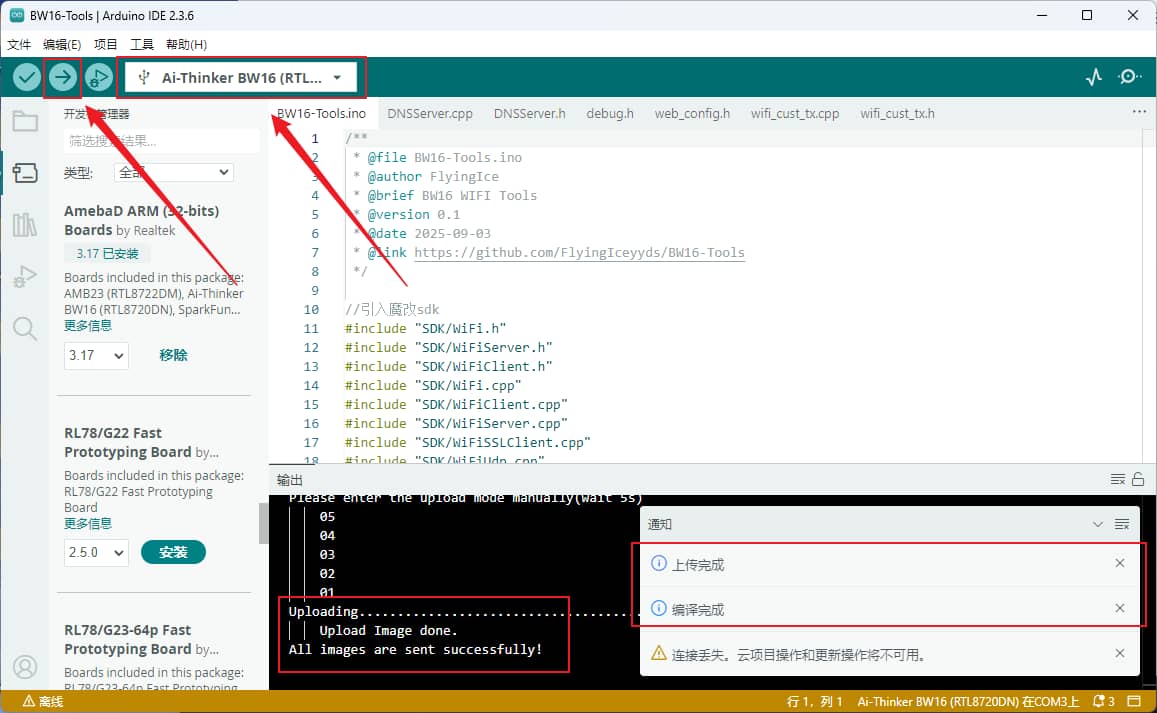 BW16-Tools | Arduino IDE 2.3.6
文件 编辑(E) 项目 工具 帮助(H)
Ai-Thinker BW16 (RTL...
开发 管理器
筛选搜 结果...
类型: 全部
AmebaD ARM (32-bits)
Boards by Realtek
3.17 已安装
Boards included in this package:
AMB23 (RTL8722DM), Ai-Thinker
BW16 (RTL8720DN), SparkFun...
更多信息
3.17 移除
RL78/G22 Fast
Prototyping Board by...
Boards included in this package:
RL78/G22 Fast Prototyping
Board
更多信息
2.5.0 安装
RL78/G23-64p Fast
Prototyping Board by...
Boards included in this package:
RL78/G23-64p Fast Prototyping
BW16-Tools.ino DNSServer.cpp DNSServer.h debug.h web_config.h wifi_cust_tx.cpp wifi_cust_tx.h ...
1 /**
2 * @file BW16-Tools.ino
3 * @author FlyingIce
4 * @brief BW16 WIFI Tools
5 * @version 0.1
6 * @date 2025-09-03
7 * @link https://github.com/FlyingIceyyds/BW16-Tools
8 */
9
10 //引入魔改sdk
11 #include "SDK/WiFi.h"
12 #include "SDK/WiFiServer.h"
13 #include "SDK/WiFiClient.h"
14 #include "SDK/WiFi.cpp"
15 #include "SDK/WiFiClient.cpp"
16 #include "SDK/WiFiServer.cpp"
17 #include "SDK/WiFiSSLClient.cpp"
18 #include "SDK/WiFiUdp.cpp"
输出
Please enter the upload mode manually(wait 5s)
05
04
03
02
01
Uploading........................................
Upload Image done.
All images are sent successfully!
通知
上传完成
编译完成
连接丢失。云项目操作和更新操作将不可用。
离线
行 1，列 1 Ai-Thinker BW16 (RTL8720DN) 在COM3上 3